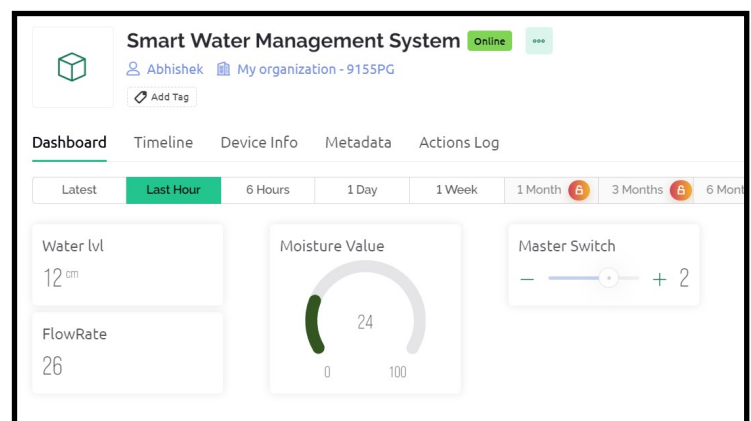 Smart Water Management System Online
Abhishek My organization - 9155PG
Add Tag
Dashboard Timeline Device Info Metadata Actions Log
Latest Last Hour 6 Hours 1 Day 1 Week 1 Month 3 Months 6 Mont
Water lvl
12 cm
FlowRate
26
Moisture Value
24
0 100
Master Switch
− + 2